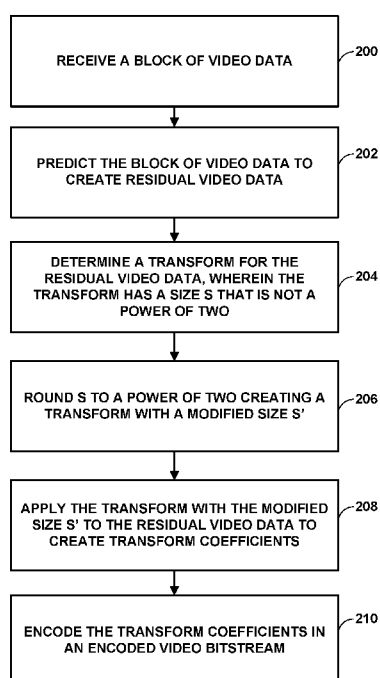 RECEIVE A BLOCK OF VIDEO DATA
200
PREDICT THE BLOCK OF VIDEO DATA TO
CREATE RESIDUAL VIDEO DATA
202
DETERMINE A TRANSFORM FOR THE
RESIDUAL VIDEO DATA, WHEREIN THE
TRANSFORM HAS A SIZE S THAT IS NOT A
POWER OF TWO
204
ROUND S TO A POWER OF TWO CREATING A
TRANSFORM WITH A MODIFIED SIZE S'
206
APPLY THE TRANSFORM WITH THE MODIFIED
SIZE S' TO THE RESIDUAL VIDEO DATA TO
CREATE TRANSFORM COEFFICIENTS
208
ENCODE THE TRANSFORM COEFFICIENTS IN
AN ENCODED VIDEO BITSTREAM
210